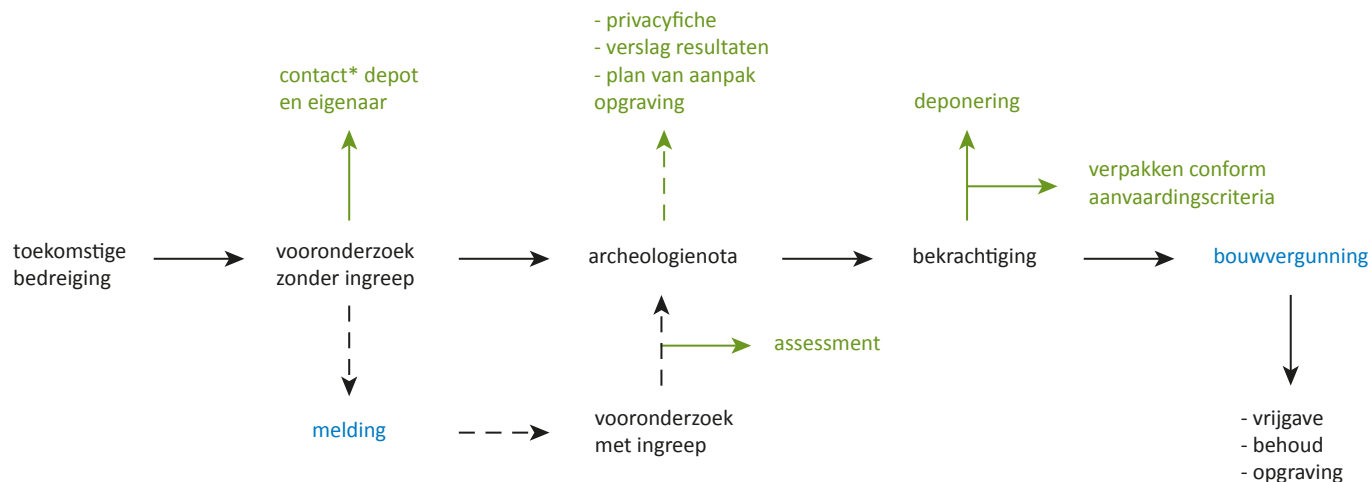 - privacyfiche
- verslag resultaten
- plan van aanpak
opgraving
contact* depot
en eigenaar
deponering
verpakken conform
aanvaardingscriteria
toekomstige
bedreiging
vooronderzoek
zonder ingreep
archeologienota
bekrachtiging
bouwvergunning
assessment
melding
vooronderzoek
met ingreep
- vrijgave
- behoud
- opgraving